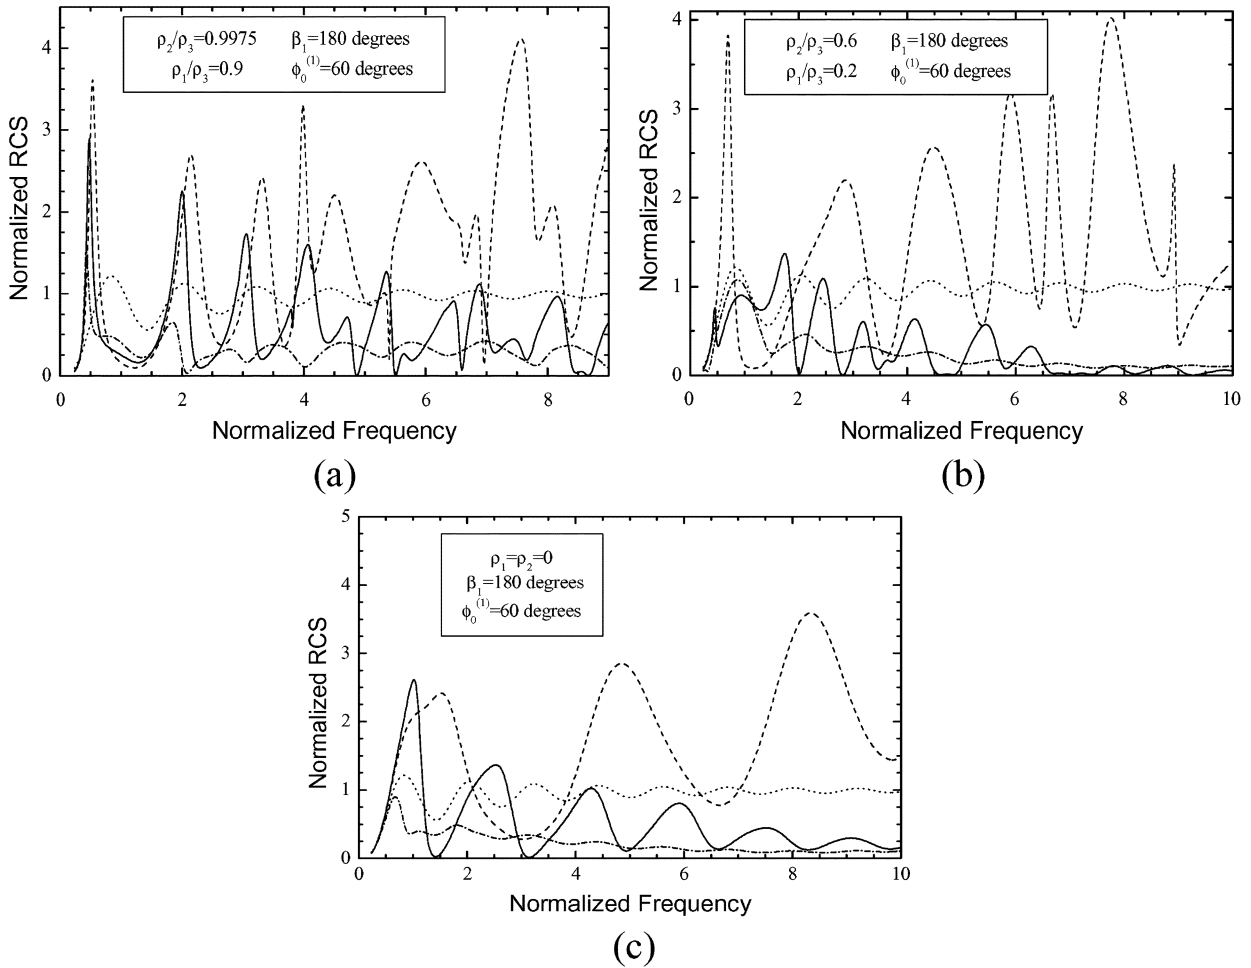 ρ₂/ρ₃=0.9975 β₁=180 degrees
ρ₁/ρ₃=0.9 ϕ₀⁽¹⁾=60 degrees
Normalized RCS
4
3
2
1
0
0 2 4 6 8
Normalized Frequency
(a)
ρ₂/ρ₃=0.6 β₁=180 degrees
ρ₁/ρ₃=0.2 ϕ₀⁽¹⁾=60 degrees
Normalized RCS
4
3
2
1
0
0 2 4 6 8 10
Normalized Frequency
(b)
ρ₁=ρ₂=0
β₁=180 degrees
ϕ₀⁽¹⁾=60 degrees
Normalized RCS
5
4
3
2
1
0
0 2 4 6 8 10
Normalized Frequency
(c)